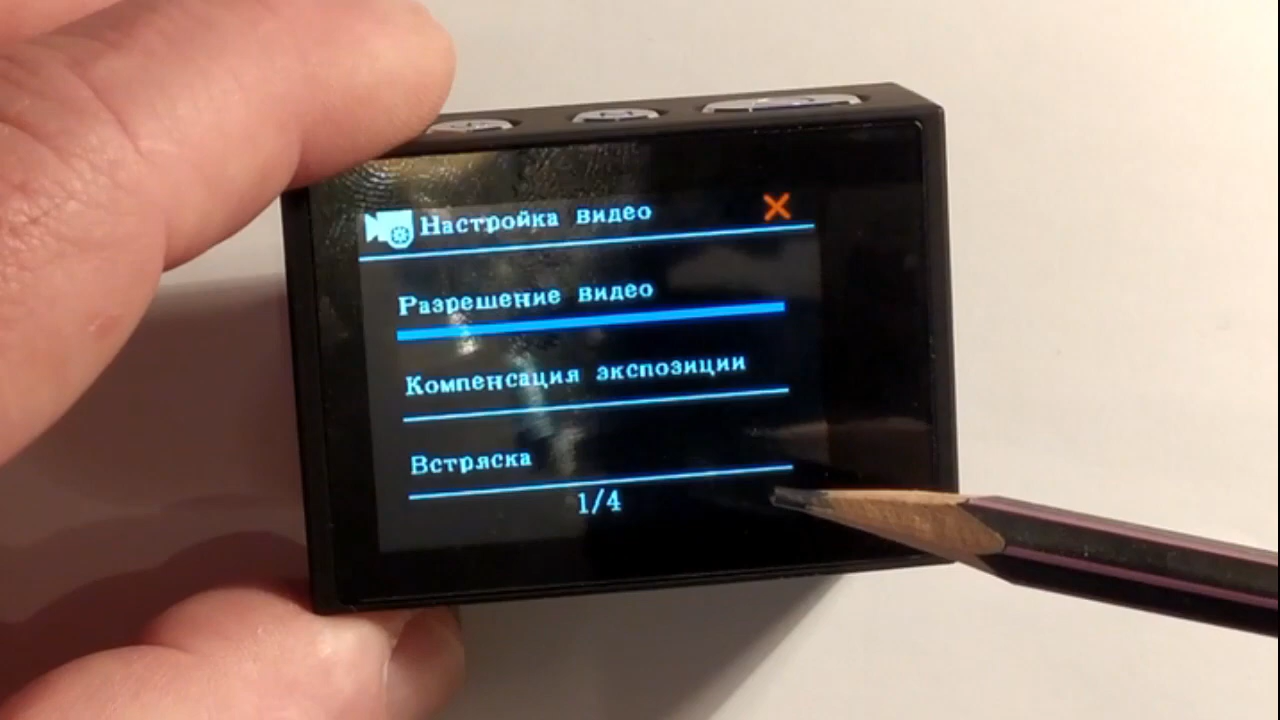 Настройка видео
Разрешение видео
Компенсация экспозиции
Встряска
1/4